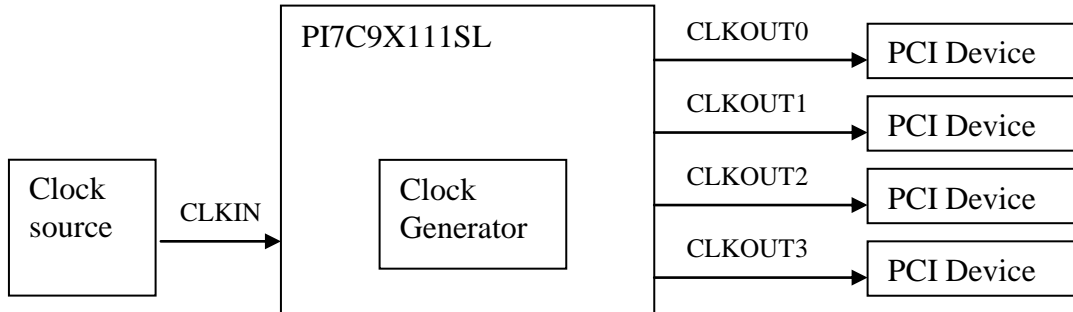 PI7C9X111SL
CLKOUT0
PCI Device
CLKOUT1
PCI Device
Clock
source
CLKIN
Clock
Generator
CLKOUT2
PCI Device
CLKOUT3
PCI Device